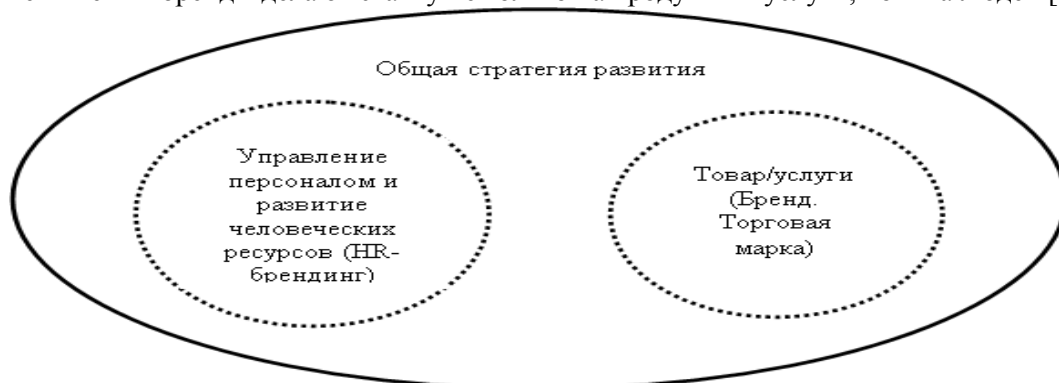 Общая стратегия развития
Управление
персоналом и
развитие
человеческих
ресурсов (HR-
брендинг)
Товар/услуги
(Бренд.
Торговая
марка)